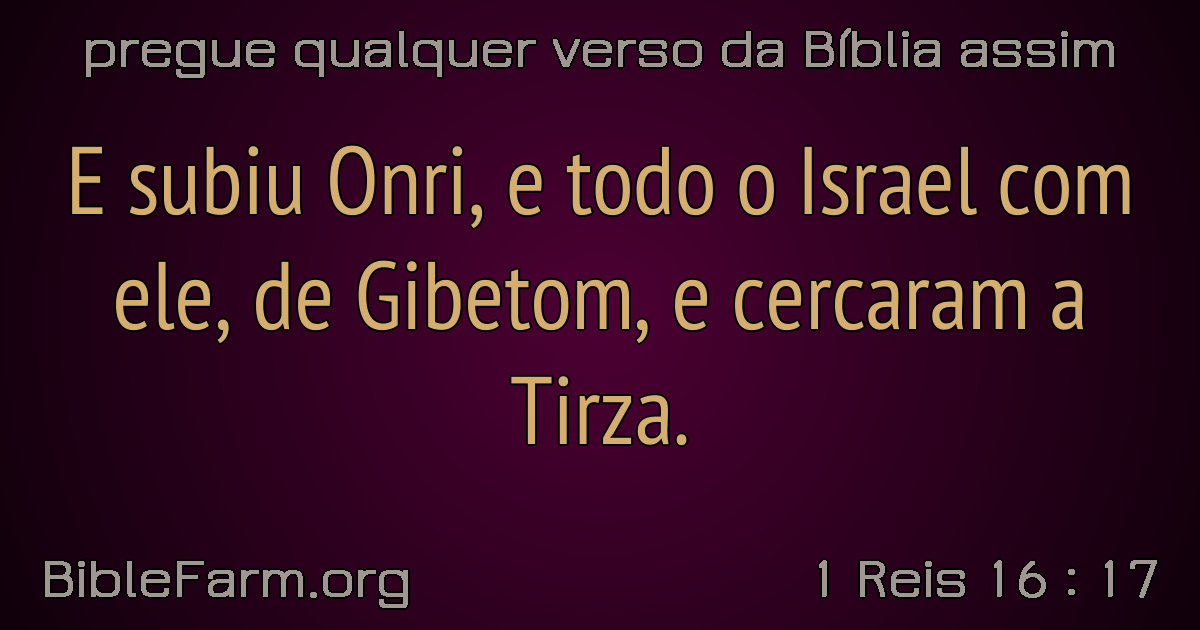 pregue qualquer verso da Bíblia assim
E subiu Onri, e todo o Israel com
ele, de Gibetom, e cercaram a
Tirza.
BibleFarm.org
1 Reis 16 : 17